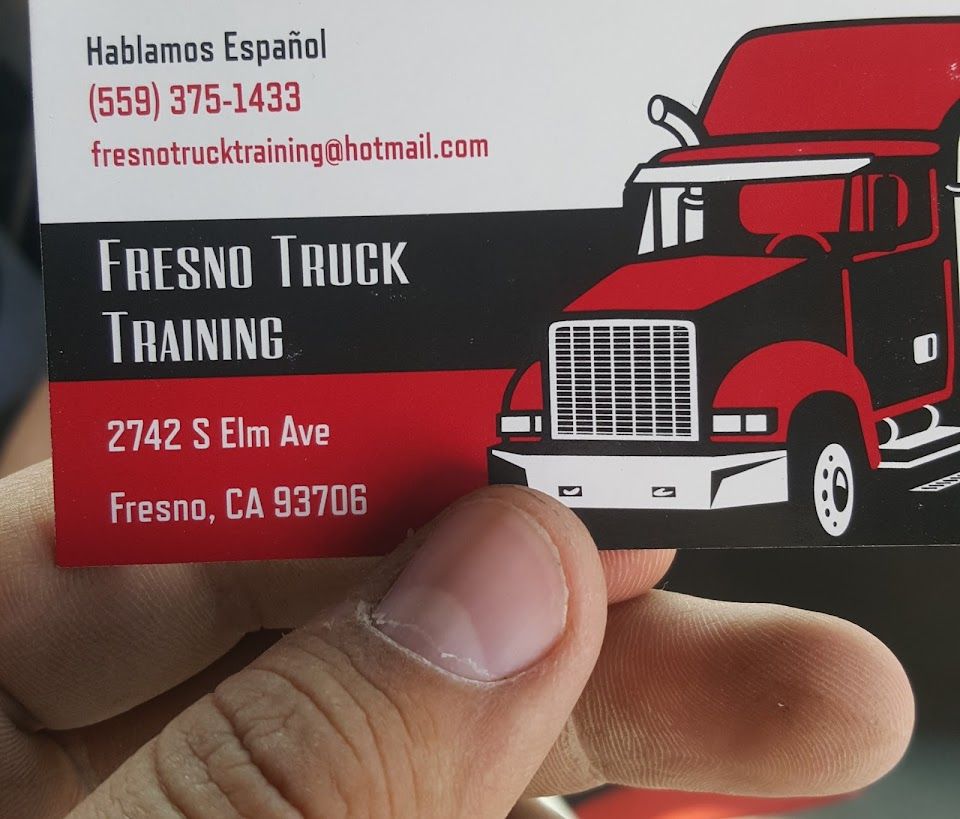 Hablamos Español
(559) 375-1433
fresnotrucktraining@hotmail.com
Fresno Truck
Training
2742 S Elm Ave
Fresno, CA 93706